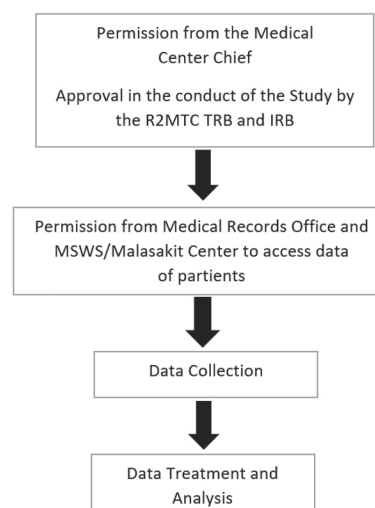 Permission from the Medical
Center Chief
Approval in the conduct of the Study by
the R2MTC TRB and IRB
Permission from Medical Records Office and
MSWS/Malasakit Center to access data
of partients
Data Collection
Data Treatment and
Analysis